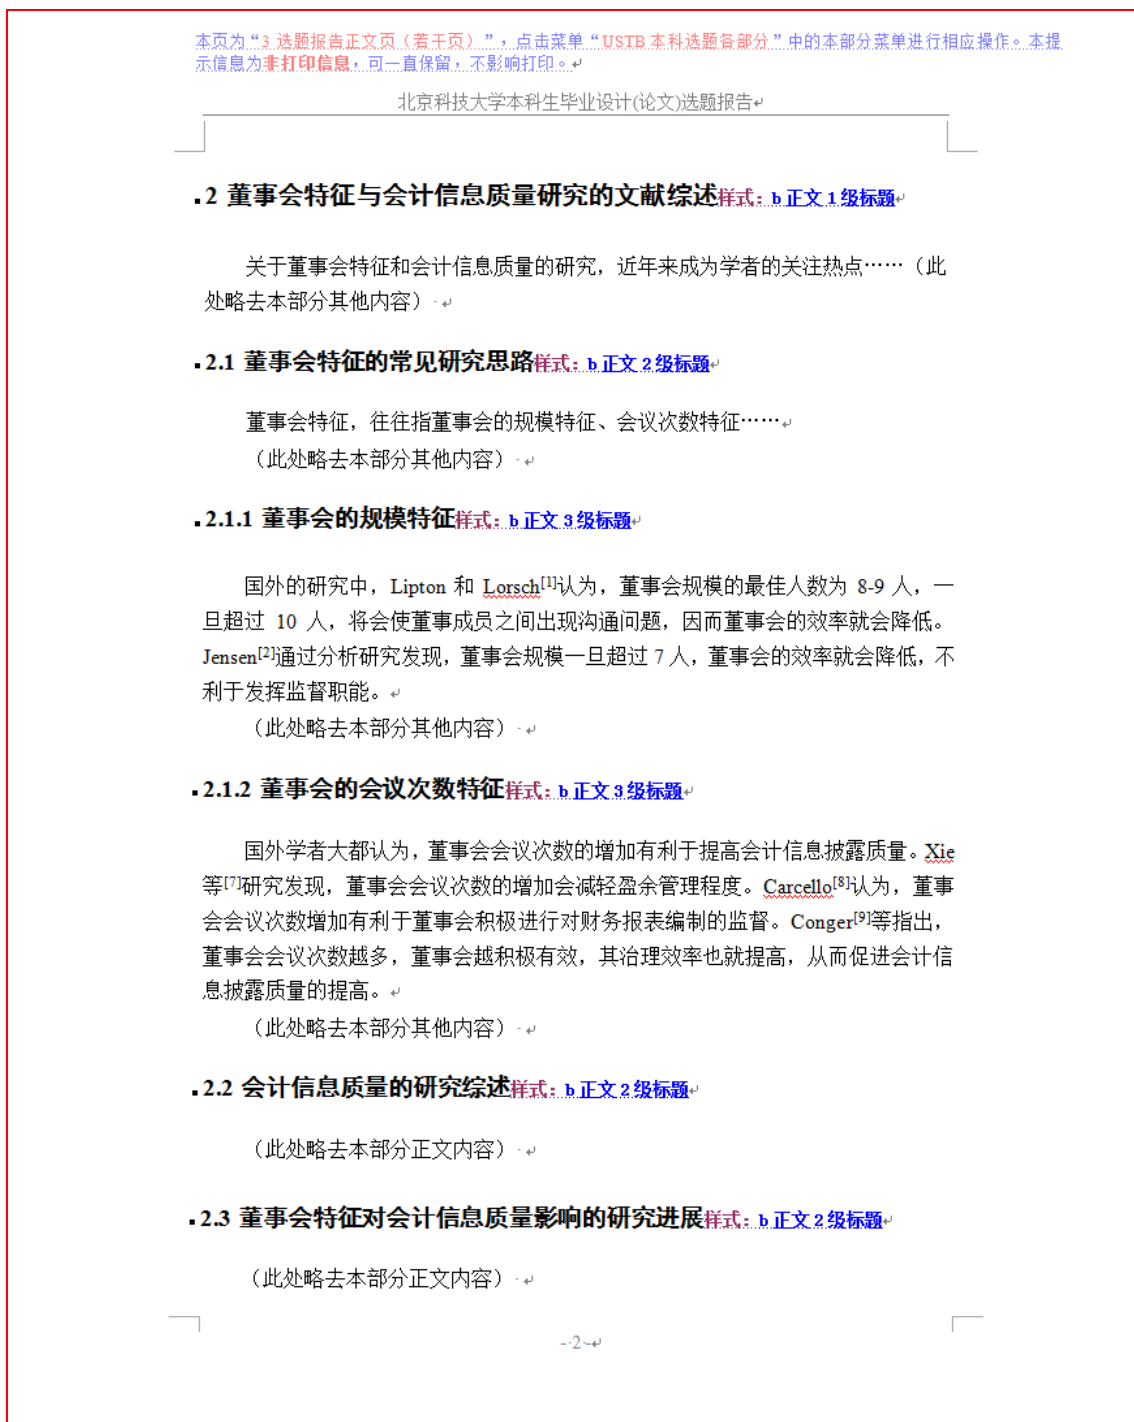 本页为“3 选题报告正文页（若干页）”，点击菜单“USTB 本科选题各部分”中的本部分菜单进行相应操作。本提
示信息为非打印信息，可一直保留，不影响打印。
北京科技大学本科生毕业设计(论文)选题报告
2 董事会特征与会计信息质量研究的文献综述样式：b 正文 1 级标题
关于董事会特征和会计信息质量的研究，近年来成为学者的关注热点……（此
处略去本部分其他内容）
2.1 董事会特征的常见研究思路样式：b 正文 2 级标题
董事会特征，往往指董事会的规模特征、会议次数特征……
（此处略去本部分其他内容）
2.1.1 董事会的规模特征样式：b 正文 3 级标题
国外的研究中，Lipton 和 Lorsch[1]认为，董事会规模的最佳人数为 8-9 人，一
旦超过 10 人，将会使董事成员之间出现沟通问题，因而董事会的效率就会降低。
Jensen[2]通过分析研究发现，董事会规模一旦超过 7 人，董事会的效率就会降低，不
利于发挥监督职能。
（此处略去本部分其他内容）
2.1.2 董事会的会议次数特征样式：b 正文 3 级标题
国外学者大都认为，董事会会议次数的增加有利于提高会计信息披露质量。Xie
等[7]研究发现，董事会会议次数的增加会减轻盈余管理程度。Carcello[8]认为，董事
会会议次数增加有利于董事会积极进行对财务报表编制的监督。Conger[9]等指出，
董事会会议次数越多，董事会越积极有效，其治理效率也就提高，从而促进会计信
息披露质量的提高。
（此处略去本部分其他内容）
2.2 会计信息质量的研究综述样式：b 正文 2 级标题
（此处略去本部分正文内容）
2.3 董事会特征对会计信息质量影响的研究进展样式：b 正文 2 级标题
（此处略去本部分正文内容）
- 2 -